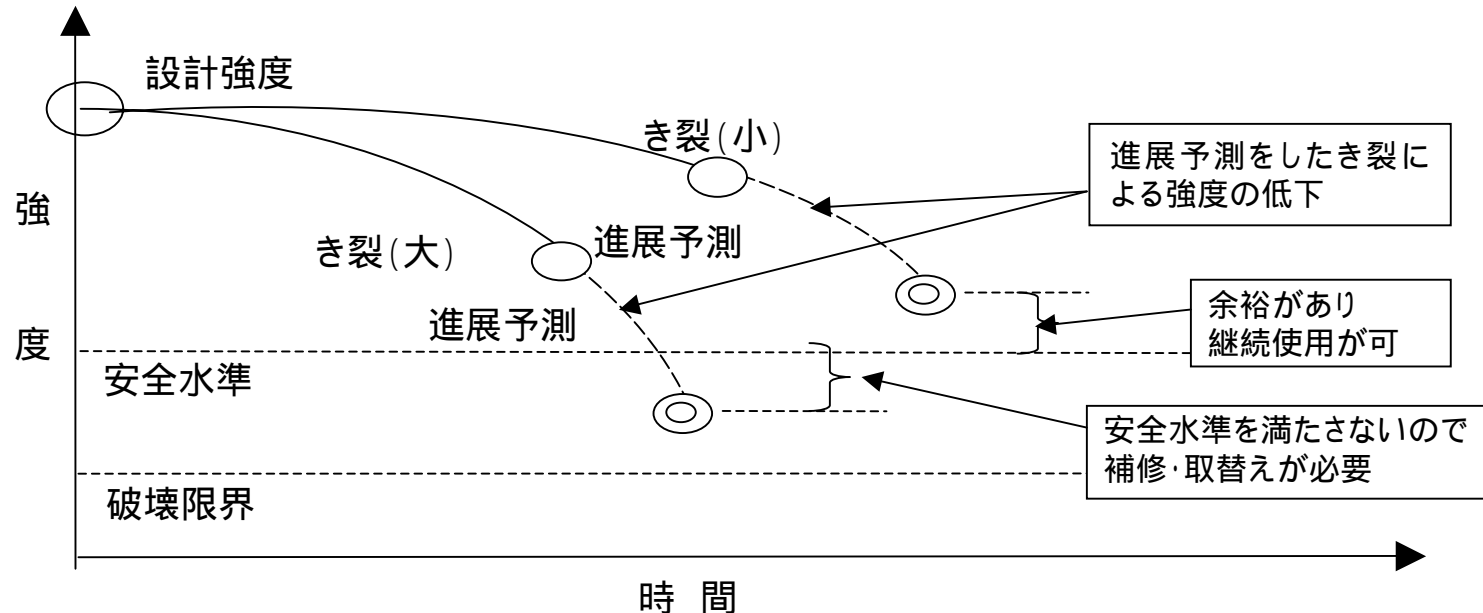 設計強度
き裂(小)
進展予測をしたき裂に
よる強度の低下
強
度
き裂(大)
進展予測
進展予測
余裕があり
継続使用が可
安全水準
安全水準を満たさないので
補修・取替えが必要
破壊限界
時 間